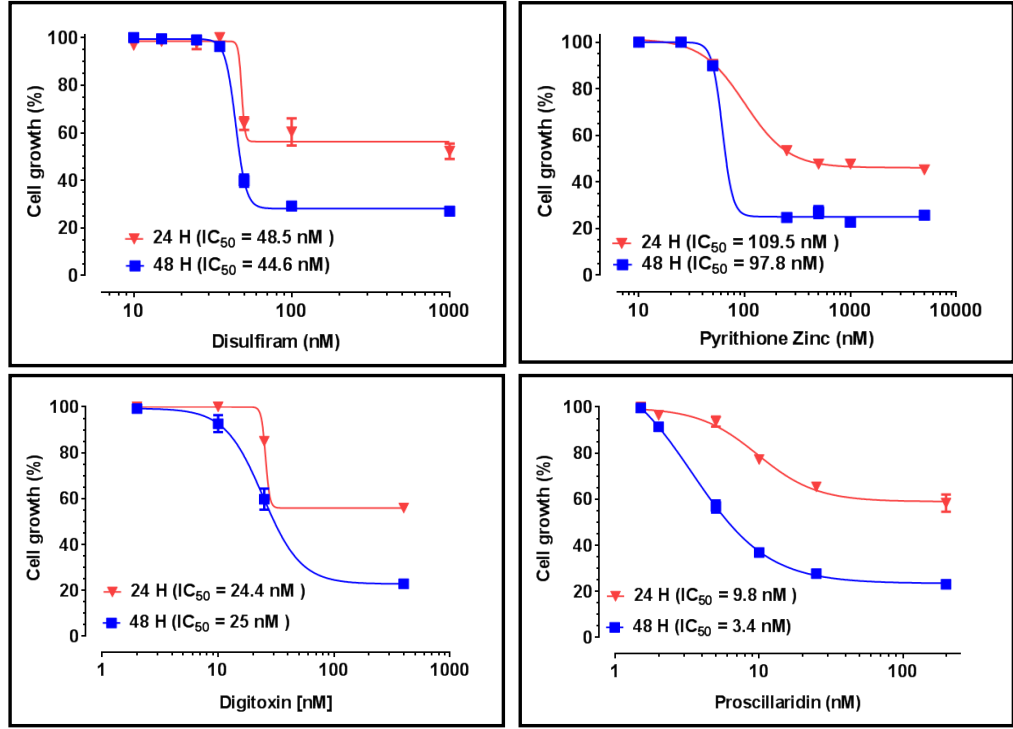 100
80
60
40
20
0
Cell growth (%)
24 H (IC50 = 48.5 nM )
48 H (IC50 = 44.6 nM)
10 100 1000
Disulfiram (nM)
100
80
60
40
20
0
Cell growth (%)
24 H (IC50 = 109.5 nM )
48 H (IC50 = 97.8 nM)
10 100 1000 10000
Pyrithione Zinc (nM)
100
80
60
40
20
0
Cell growth (%)
24 H (IC50 = 24.4 nM )
48 H (IC50 = 25 nM )
1 10 100 1000
Digitoxin [nM]
100
80
60
40
20
0
Cell growth (%)
24 H (IC50 = 9.8 nM )
48 H (IC50 = 3.4 nM)
1 10 100
Proscillaridin (nM)